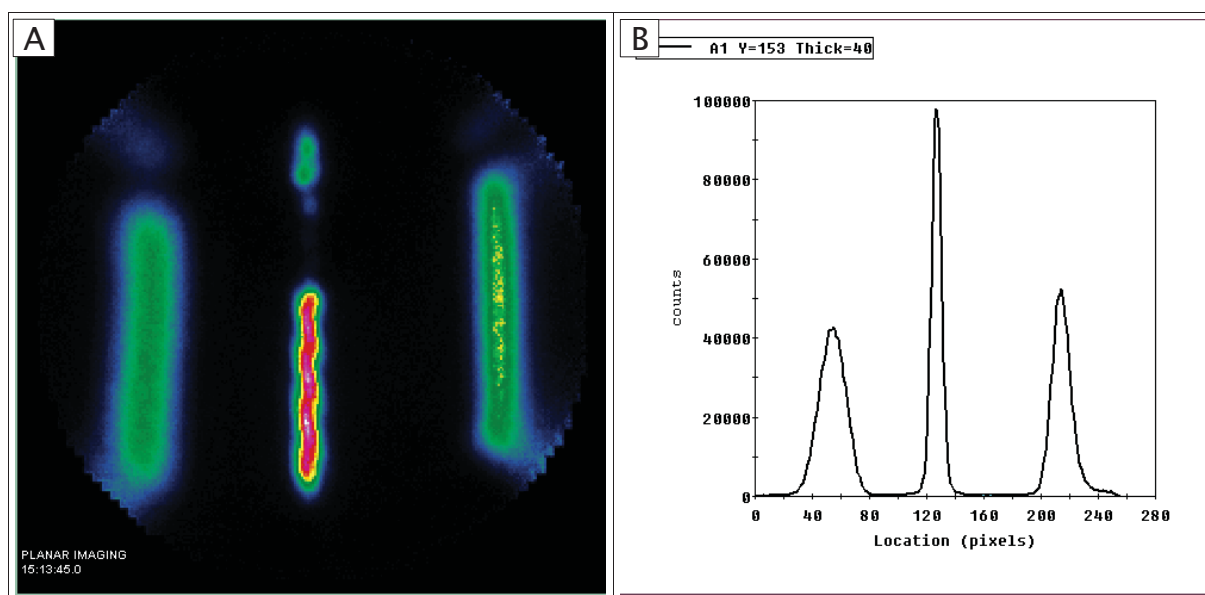 A
PLANAR IMAGING
15:13:45.0
B
A1 Y=153 Thick=40
100000
80000
60000
40000
20000
0
counts
0 40 80 120 160 200 240 280
Location (pixels)